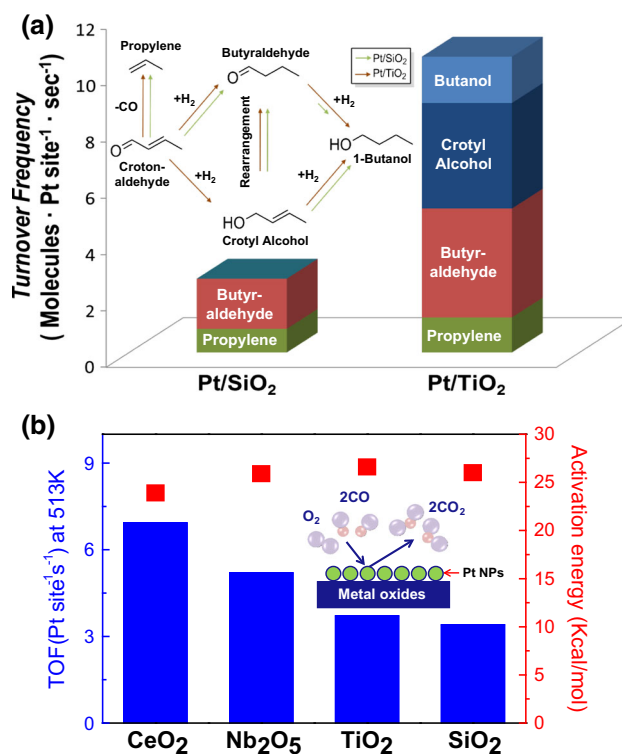 (a)
Turnover Frequency
( Molecules · Pt site⁻¹ · sec⁻¹)
12
10
8
6
4
2
0
Propylene
Butyraldehyde
Pt/SiO₂
Pt/TiO₂
-CO
+H₂
+H₂
O
O
Croton-
aldehyde
+H₂
Rearrangement
+H₂
HO
1-Butanol
HO
Crotyl Alcohol
Butyr-
aldehyde
Propylene
Butanol
Crotyl
Alcohol
Butyr-
aldehyde
Propylene
Pt/SiO₂
Pt/TiO₂
(b)
TOF(Pt site⁻¹s⁻¹) at 513K
9
6
3
0
O₂
2CO
2CO₂
Pt NPs
Metal oxides
30
25
20
15
10
5
0
Activation energy (Kcal/mol)
CeO₂
Nb₂O₅
TiO₂
SiO₂